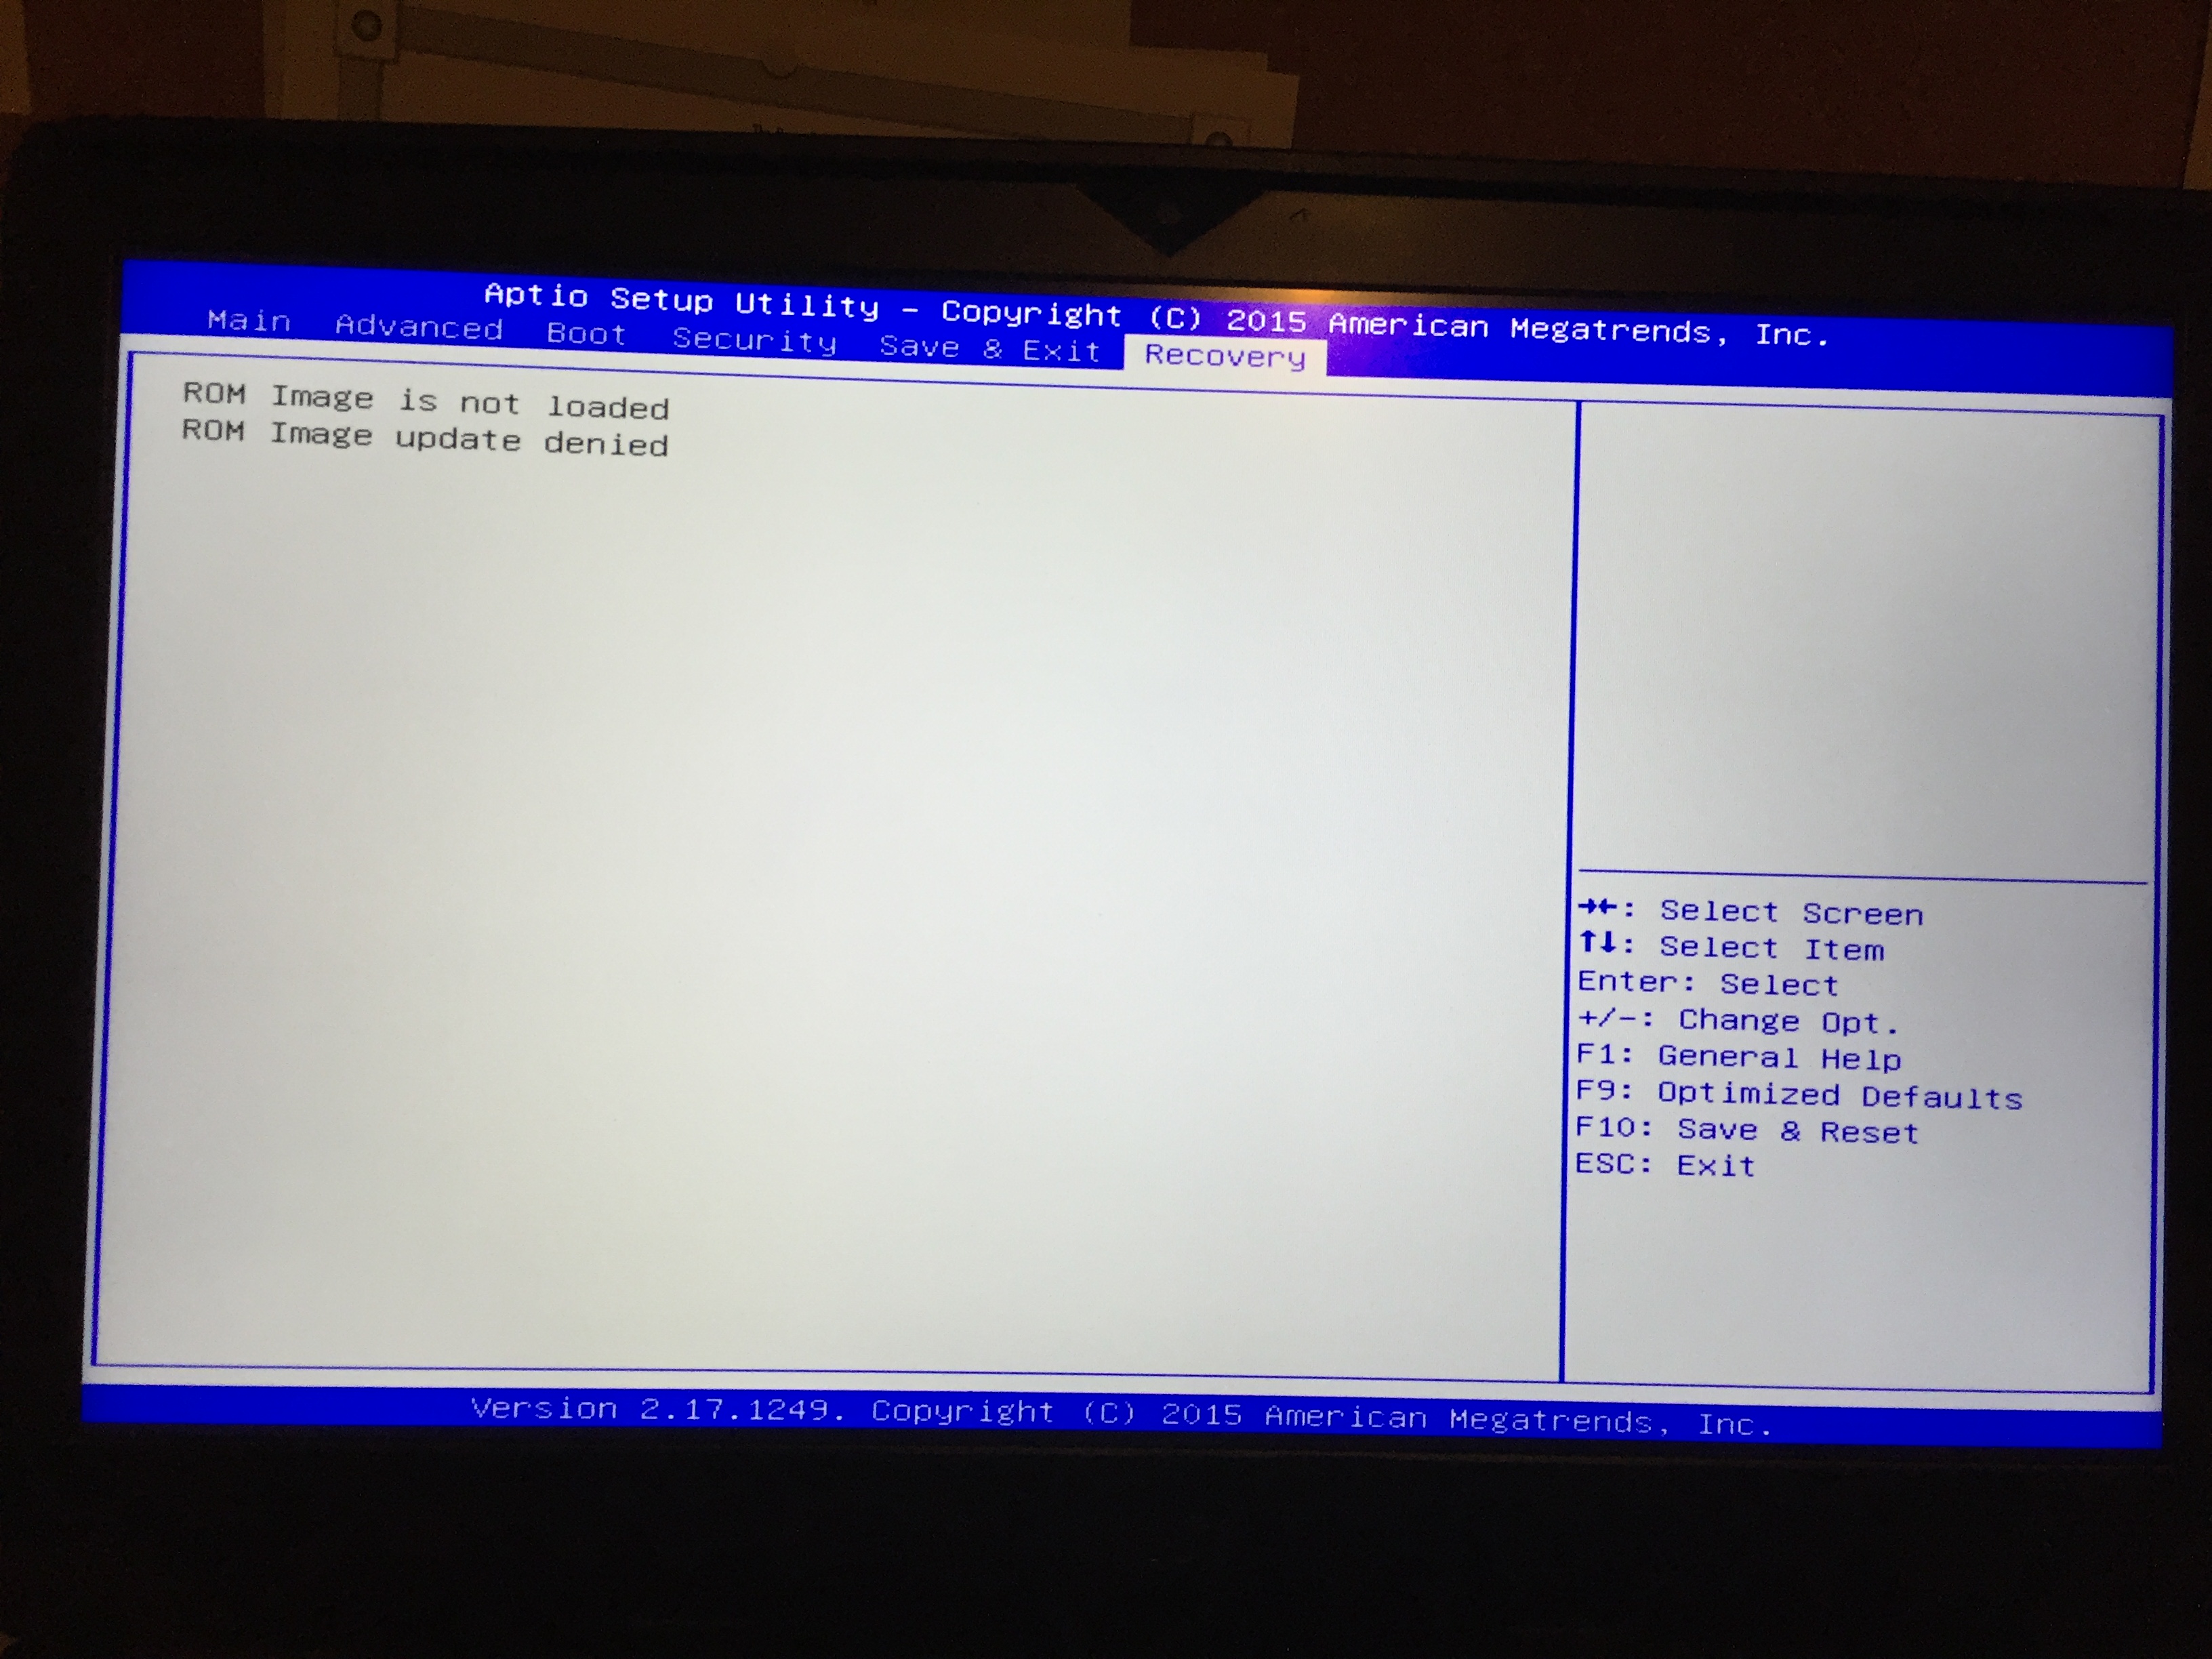 Aptio Setup Utility – Copyright (C) 2015 American Megatrends, Inc.
Main Advanced Boot Security Save & Exit Recovery
ROM Image is not loaded
ROM Image update denied
→←: Select Screen
↑↓: Select Item
Enter: Select
+/-: Change Opt.
F1: General Help
F9: Optimized Defaults
F10: Save & Reset
ESC: Exit
Version 2.17.1249. Copyright (C) 2015 American Megatrends, Inc.